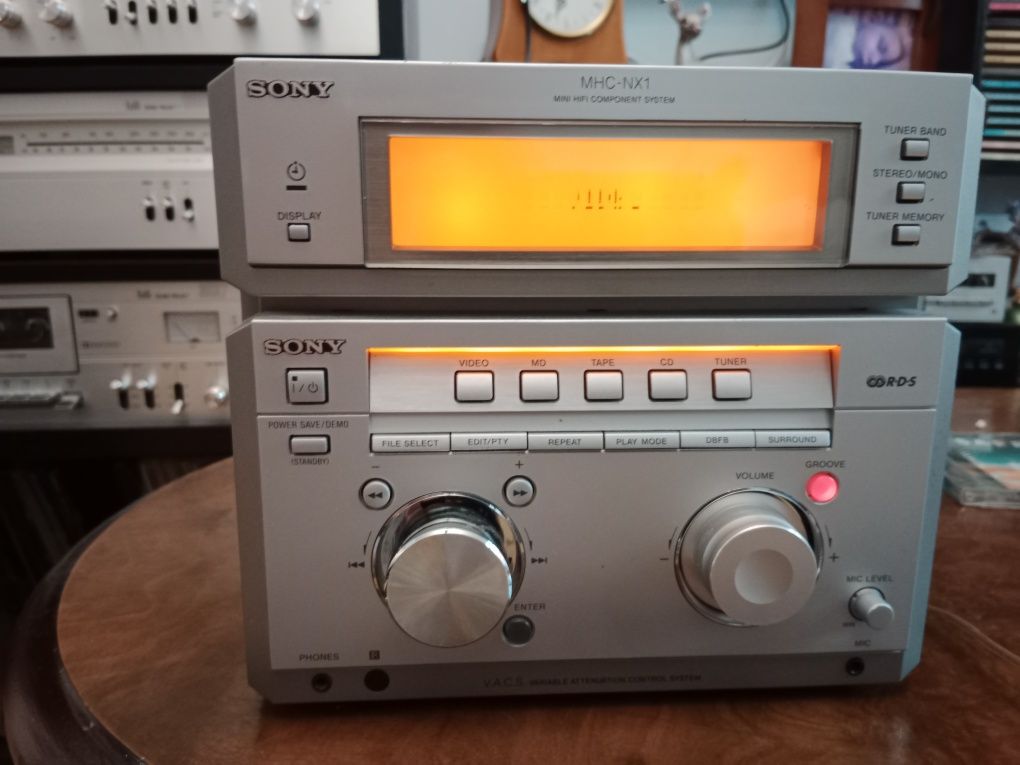 SONY
MHC-NX1
MINI HIFI COMPONENT SYSTEM
TUNER BAND
STEREO/MONO
DISPLAY
TUNER MEMORY
SONY
VIDEO
MD
TAPE
CD
TUNER
I/
R·D·S
POWER SAVE/DEMO
(STANDBY)
FILE SELECT
EDIT/PTY
REPEAT
PLAY MODE
DBFB
SURROUND
GROOVE
VOLUME
− +
− +
MIC LEVEL
ENTER
MIN
MIC
PHONES
V.A.C.S. VARIABLE ATTENUATION CONTROL SYSTEM